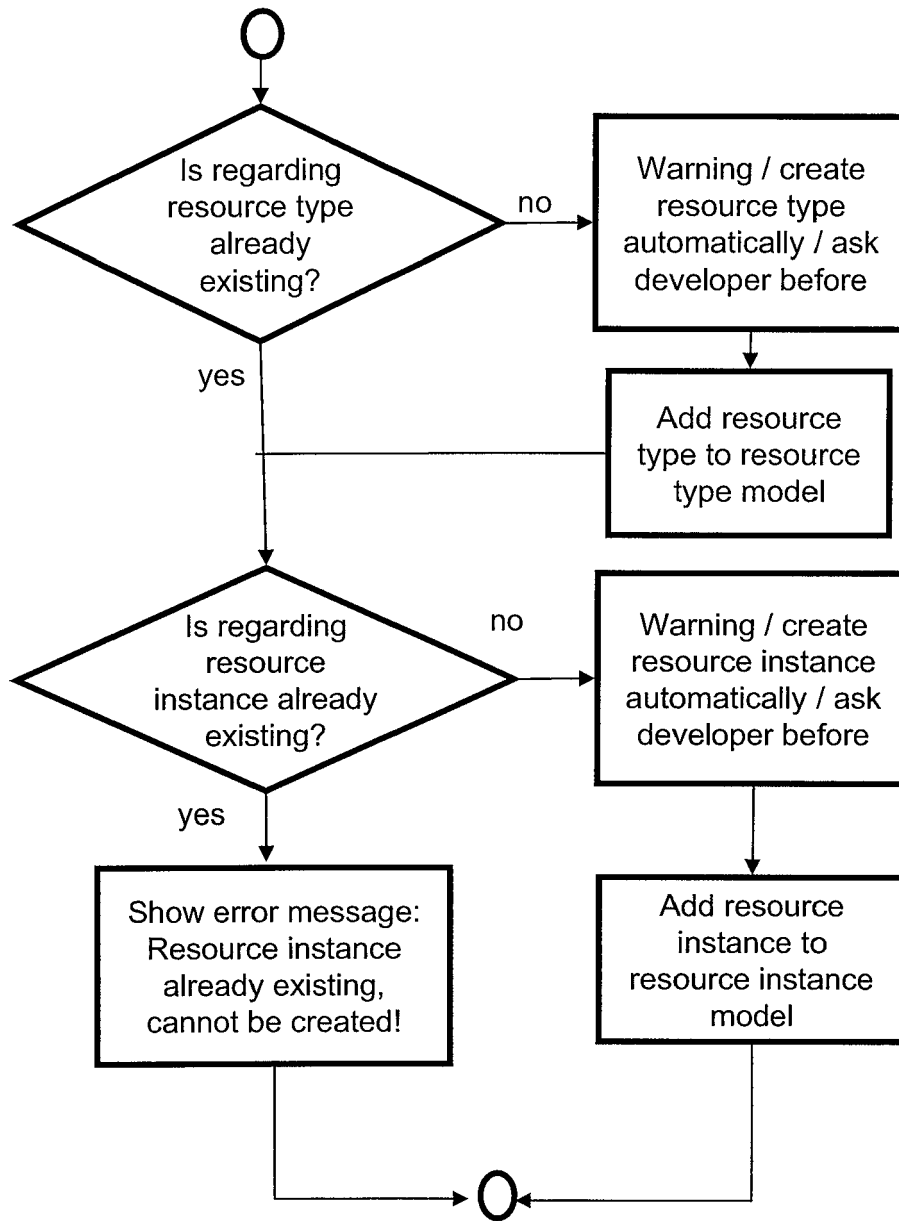 Is regarding
resource type
already
existing?
no
Warning / create
resource type
automatically / ask
developer before
yes
Add resource
type to resource
type model
Is regarding
resource
instance already
existing?
no
Warning / create
resource instance
automatically / ask
developer before
yes
Show error message:
Resource instance
already existing,
cannot be created!
Add resource
instance to
resource instance
model